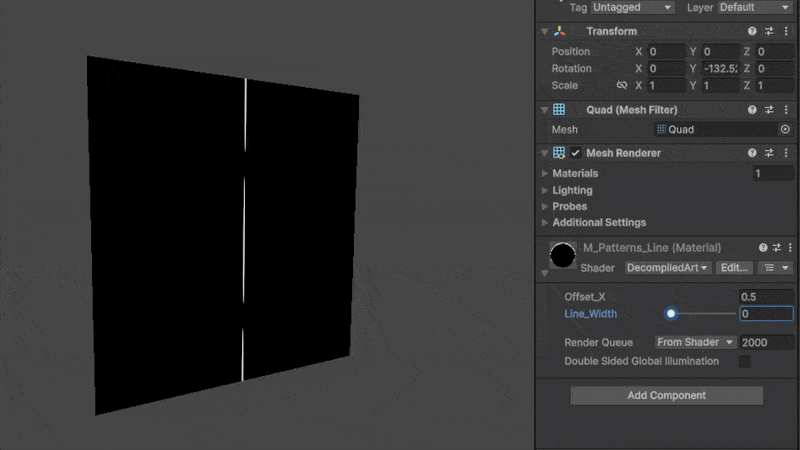 Tag Untagged Layer Default
Transform
Position X 0 Y 0 Z 0
Rotation X 0 Y -132.52 Z 0
Scale X 1 Y 1 Z 1
Quad (Mesh Filter)
Mesh Quad
Mesh Renderer
Materials 1
Lighting
Probes
Additional Settings
M_Patterns_Line (Material)
Shader DecompiledArt Edit...
Offset_X 0.5
Line_Width 0
Render Queue From Shader 2000
Double Sided Global Illumination
Add Component